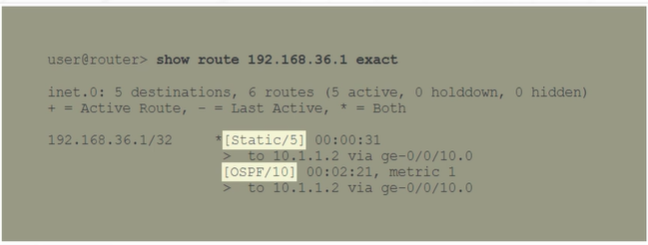 user@router> show route 192.168.36.1 exact
inet.0: 5 destinations, 6 routes (5 active, 0 holddown, 0 hidden)
+ = Active Route, - = Last Active, * = Both
192.168.36.1/32 *[Static/5] 00:00:31
> to 10.1.1.2 via ge-0/0/10.0
[OSPF/10] 00:02:21, metric 1
> to 10.1.1.2 via ge-0/0/10.0